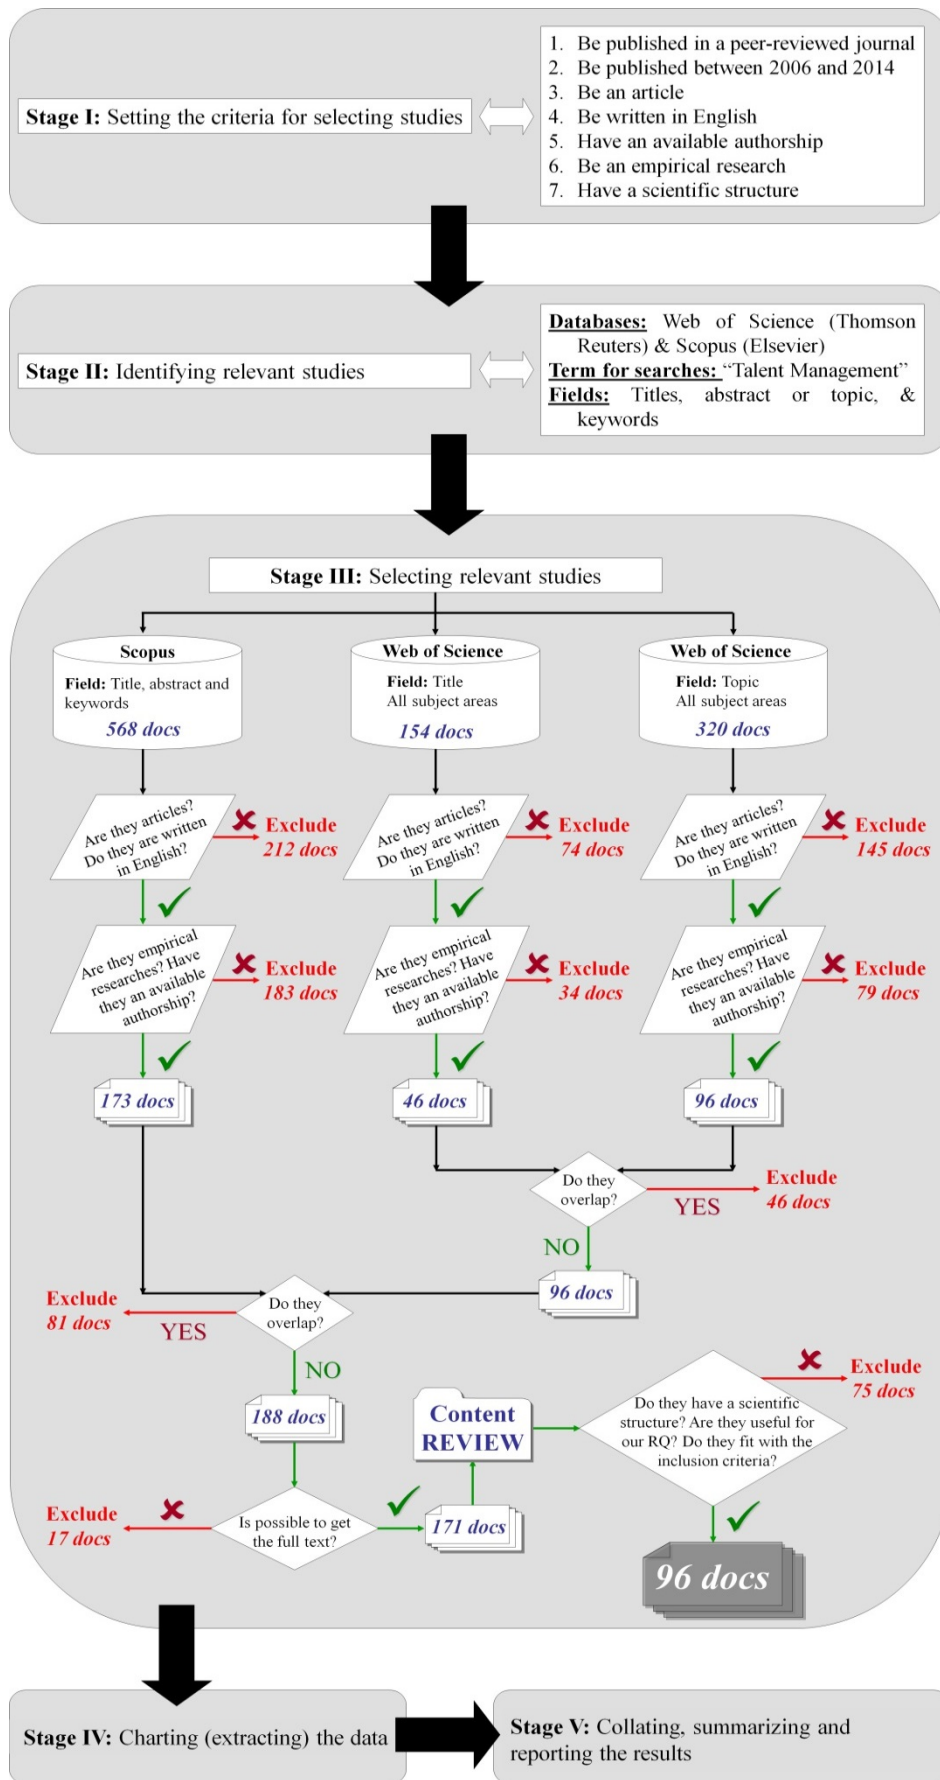 Stage I: Setting the criteria for selecting studies
1. Be published in a peer-reviewed journal
2. Be published between 2006 and 2014
3. Be an article
4. Be written in English
5. Have an available authorship
6. Be an empirical research
7. Have a scientific structure
Stage II: Identifying relevant studies
Databases: Web of Science (Thomson
Reuters) & Scopus (Elsevier)
Term for searches: “Talent Management”
Fields: Titles, abstract or topic, &
keywords
Stage III: Selecting relevant studies
Scopus
Field: Title, abstract and
keywords
568 docs
Web of Science
Field: Title
All subject areas
154 docs
Web of Science
Field: Topic
All subject areas
320 docs
Are they articles?
Do they are written
in English?
Exclude
212 docs
Are they articles?
Do they are written
in English?
Exclude
74 docs
Are they articles?
Do they are written
in English?
Exclude
145 docs
Are they empirical
researches? Have
they an available
authorship?
Exclude
183 docs
Are they empirical
researches? Have
they an available
authorship?
Exclude
34 docs
Are they empirical
researches? Have
they an available
authorship?
Exclude
79 docs
173 docs
46 docs
96 docs
Do they
overlap?
YES
Exclude
46 docs
NO
96 docs
Do they
overlap?
YES
Exclude
81 docs
NO
188 docs
Is possible to get
the full text?
Exclude
17 docs
171 docs
Content
REVIEW
Do they have a scientific
structure? Are they useful for
our RQ? Do they fit with the
inclusion criteria?
Exclude
75 docs
96 docs
Stage IV: Charting (extracting) the data
Stage V: Collating, summarizing and
reporting the results